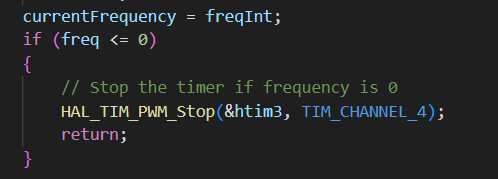 currentFrequency = freqInt;
if (freq <= 0)
{
    // Stop the timer if frequency is 0
    HAL_TIM_PWM_Stop(&htim3, TIM_CHANNEL_4);
    return;
}